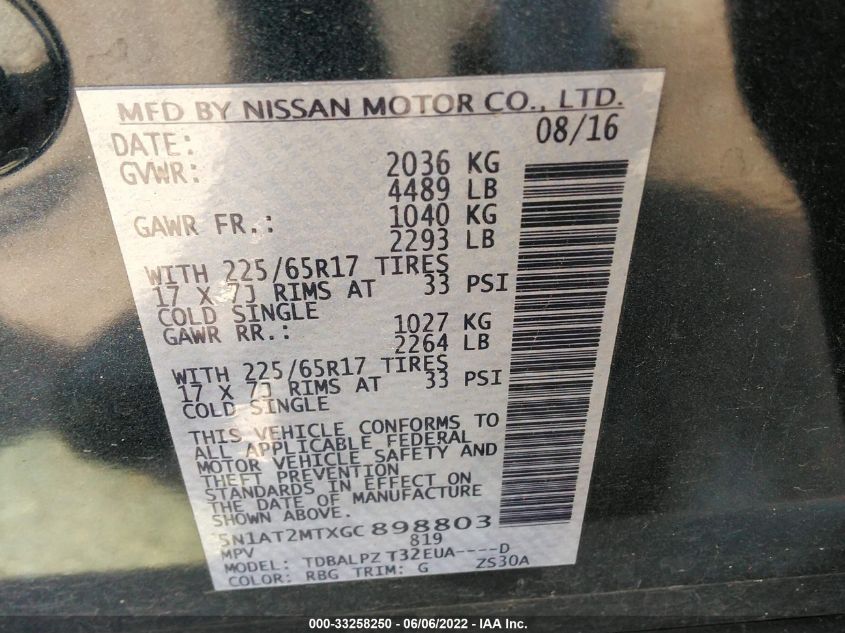 MFD BY NISSAN MOTOR CO., LTD.
DATE: 08/16
GVWR: 2036 KG
4489 LB
GAWR FR.: 1040 KG
2293 LB
WITH 225/65R17 TIRES
17 X 7J RIMS AT 33 PSI
COLD SINGLE
GAWR RR.: 1027 KG
2264 LB
WITH 225/65R17 TIRES
17 X 7J RIMS AT 33 PSI
COLD SINGLE
THIS VEHICLE CONFORMS TO
ALL APPLICABLE FEDERAL
MOTOR VEHICLE SAFETY AND
THEFT PREVENTION
STANDARDS IN EFFECT ON
THE DATE OF MANUFACTURE
SHOWN ABOVE.
5N1AT2MTXGC898803
MPV 819
MODEL: TDBALPZ T32EUA----D
COLOR: RBG TRIM: G ZS30A
000-33258250 - 06/06/2022 - IAA Inc.